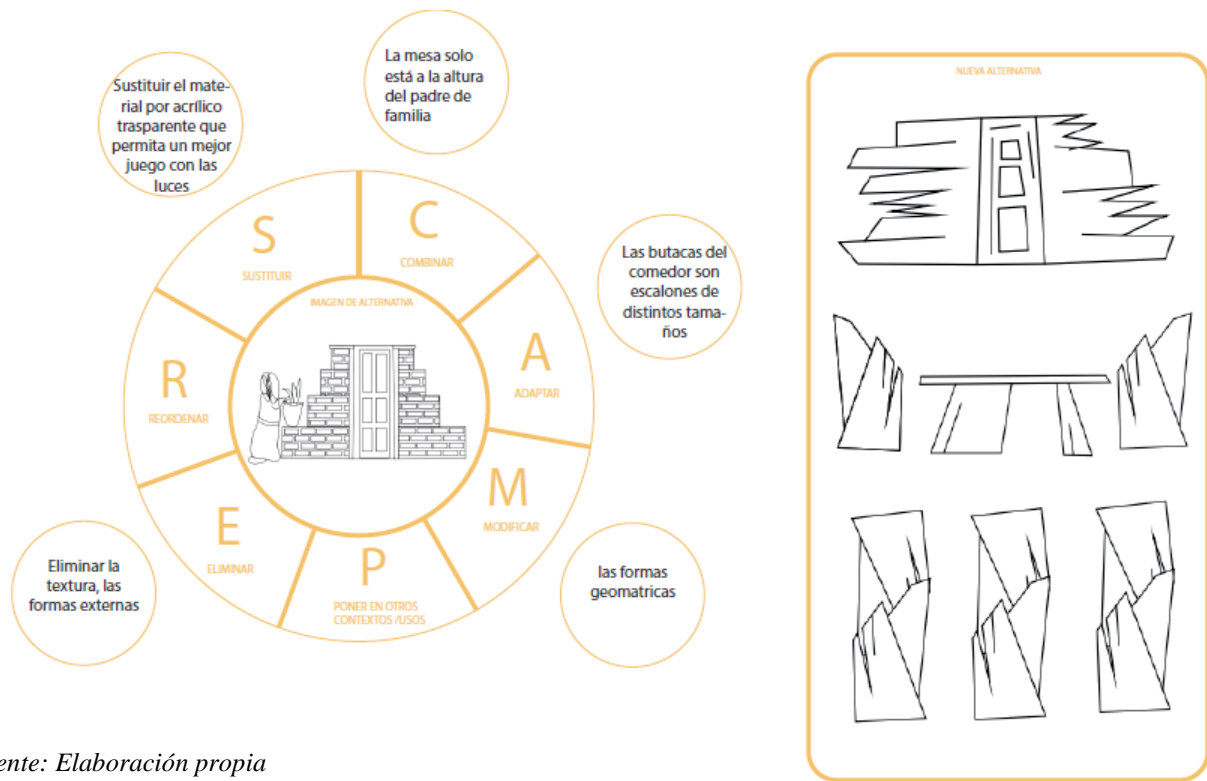 Sustituir el mate-
rial por acrílico
trasparente que
permita un mejor
juego con las
luces
La mesa solo
está a la altura
del padre de
familia
Las butacas del
comedor son
escalones de
distintos tama-
ños
las formas
geomatricas
Eliminar la
textura, las
formas externas
S
SUSTITUIR
C
COMBINAR
A
ADAPTAR
M
MODIFICAR
P
PONER EN OTROS
CONTEXTOS /USOS
E
ELIMINAR
R
REORDENAR
IMAGEN DE ALTERNATIVA
NUEVA ALTERNATIVA
ente: Elaboración propia